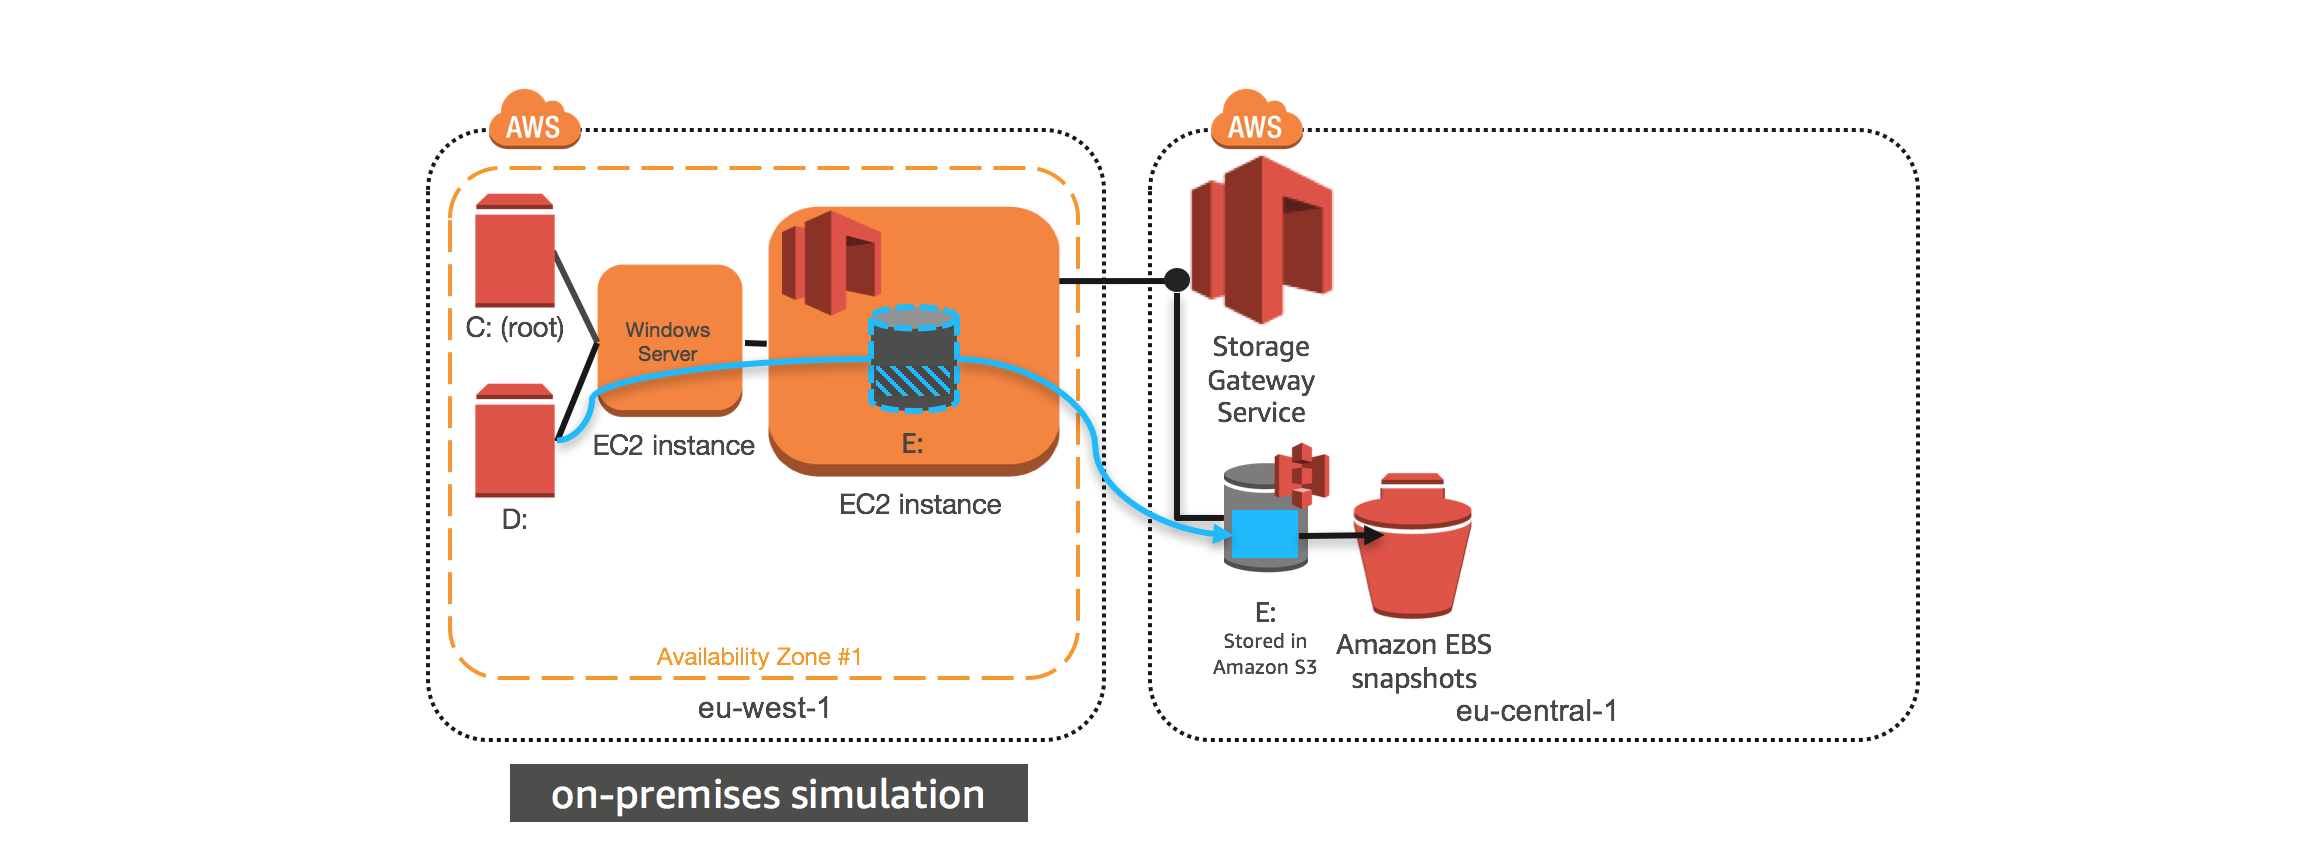 AWS
C: (root)
D:
Windows
Server
EC2 instance
E:
EC2 instance
Availability Zone #1
eu-west-1
on-premises simulation
AWS
Storage
Gateway
Service
E:
Stored in
Amazon S3
Amazon EBS
snapshots
eu-central-1